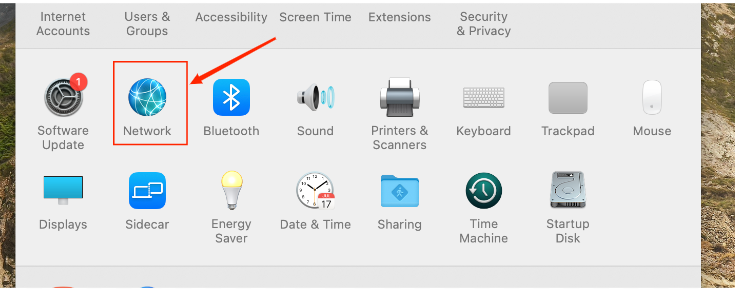 Internet Users & Accessibility Screen Time Extensions Security
Accounts Groups & Privacy
1
Software Network Bluetooth Sound Printers & Keyboard Trackpad Mouse
Update Scanners
17
Displays Sidecar Energy Date & Time Sharing Time Startup
Saver Machine Disk